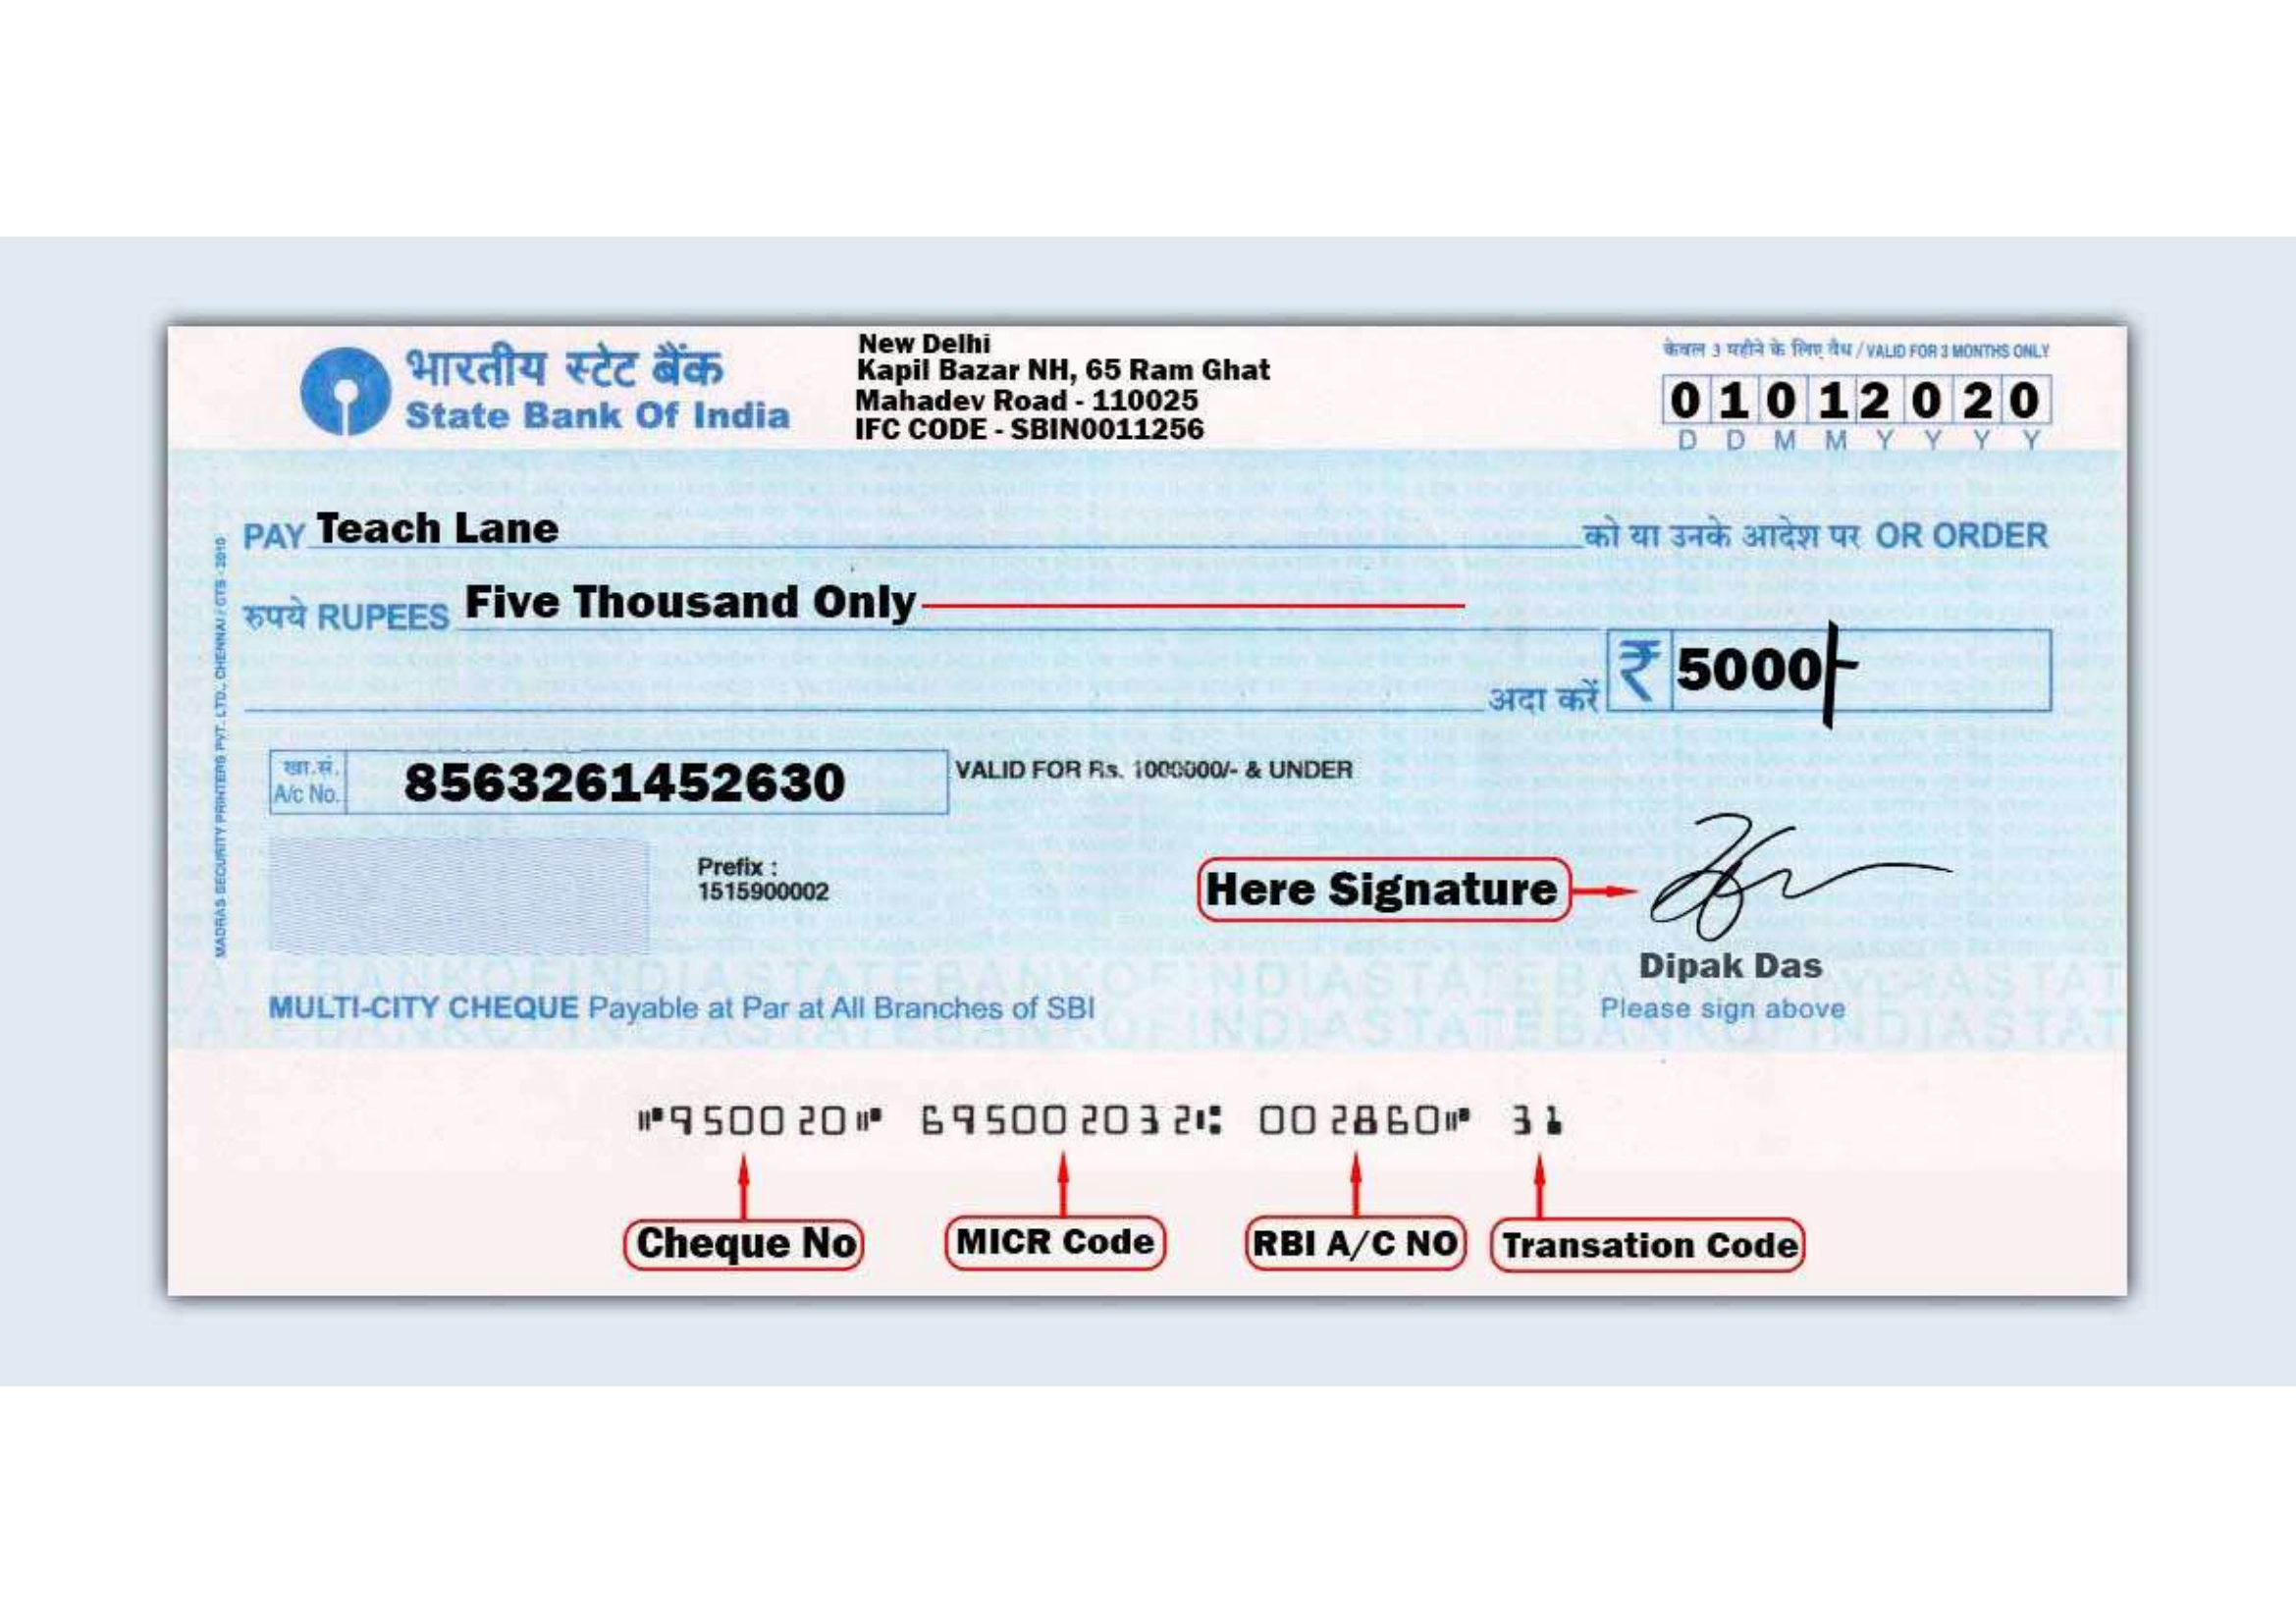 भारतीय स्टेट बैंक
State Bank Of India
New Delhi
Kapil Bazar NH, 65 Ram Ghat
Mahadev Road - 110025
IFC CODE - SBIN0011256
केवल 3 महीने के लिए वैध / VALID FOR 3 MONTHS ONLY
0 1 0 1 2 0 2 0
D D M M Y Y Y Y
PAY Teach Lane को या उनके आदेश पर OR ORDER
रुपये RUPEES Five Thousand Only
अदा करें ₹ 5000/-
खा.सं. A/c No. 8563261452630
VALID FOR Rs. 1000000/- & UNDER
MADRAS SECURITY PRINTERS PVT. LTD., CHENNAI / CTS - 2010
Prefix :
1515900002
Here Signature
Dipak Das
Please sign above
MULTI-CITY CHEQUE Payable at Par at All Branches of SBI
TATEBANKOFINDIASTATEBANKOFINDIASTATEBANKOFINDIASTAT
TATEBANKOFINDIASTATEBANKOFINDIASTATEBANKOFINDIASTAT
⑈950020⑈ 695002032⑆ 002860⑈ 31
Cheque No
MICR Code
RBI A/C NO
Transation Code